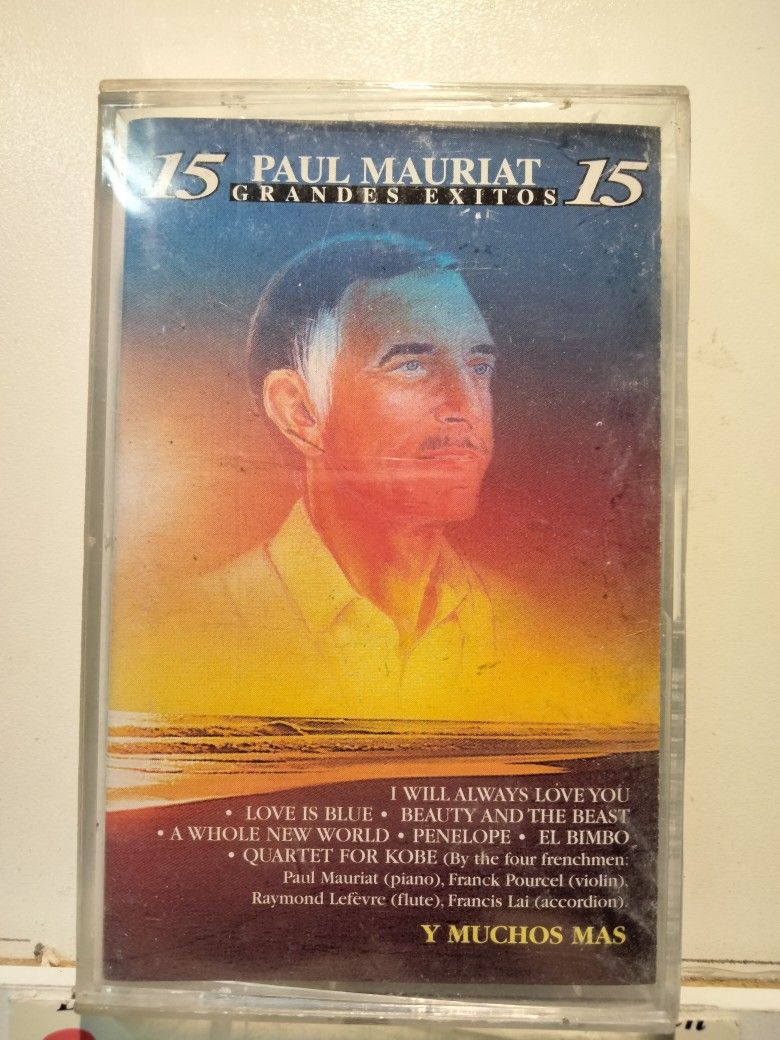 15 PAUL MAURIAT 15
GRANDES EXITOS
I WILL ALWAYS LOVE YOU
• LOVE IS BLUE • BEAUTY AND THE BEAST
• A WHOLE NEW WORLD • PENELOPE • EL BIMBO
• QUARTET FOR KOBE (By the four frenchmen:
Paul Mauriat (piano), Franck Pourcel (violin),
Raymond Lefèvre (flute), Francis Lai (accordion).
Y MUCHOS MAS